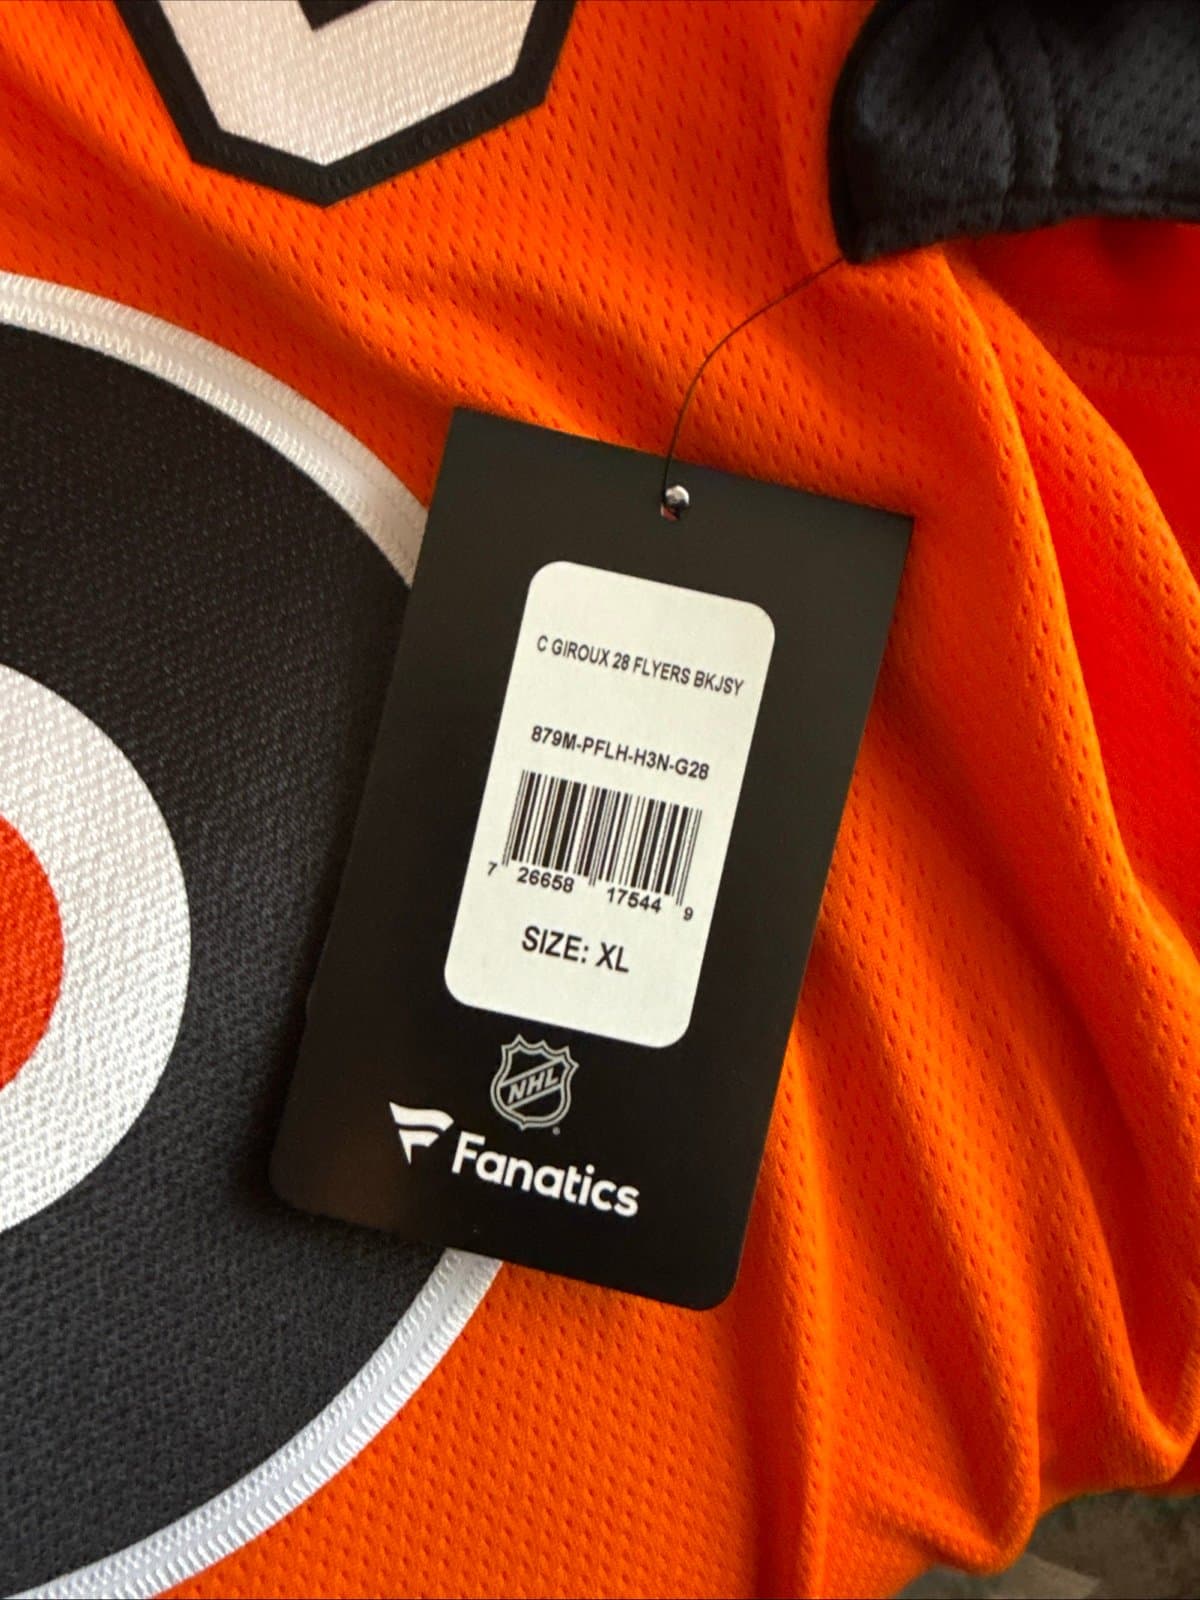 C GIROUX 28 FLYERS BKJSY
879M-PFLH-H3N-G28
7 26658 17544 9
SIZE: XL
NHL
Fanatics